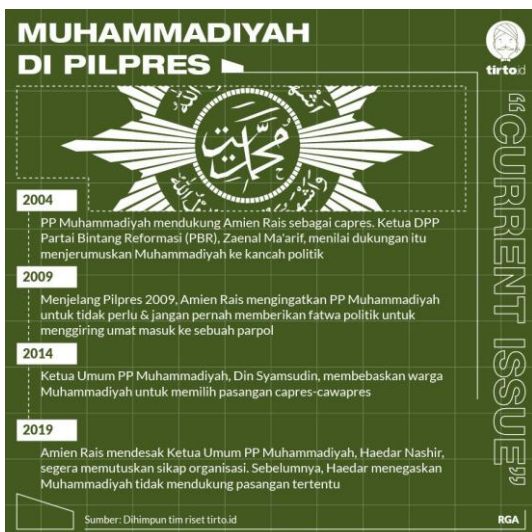 MUHAMMADIYAH
DI PILPRES
tirto.id
"CURRENT ISSUE"
2004
PP Muhammadiyah mendukung Amien Rais sebagai capres. Ketua DPP
Partai Bintang Reformasi (PBR), Zaenal Ma'arif, menilai dukungan itu
menjerumuskan Muhammadiyah ke kancah politik
2009
Menjelang Pilpres 2009, Amien Rais mengingatkan PP Muhammadiyah
untuk tidak perlu & jangan pernah memberikan fatwa politik untuk
menggiring umat masuk ke sebuah parpol
2014
Ketua Umum PP Muhammadiyah, Din Syamsudin, membebaskan warga
Muhammadiyah untuk memilih pasangan capres-cawapres
2019
Amien Rais mendesak Ketua Umum PP Muhammadiyah, Haedar Nashir,
segera memutuskan sikap organisasi. Sebelumnya, Haedar menegaskan
Muhammadiyah tidak mendukung pasangan tertentu
Sumber: Dihimpun tim riset tirto.id
RGA